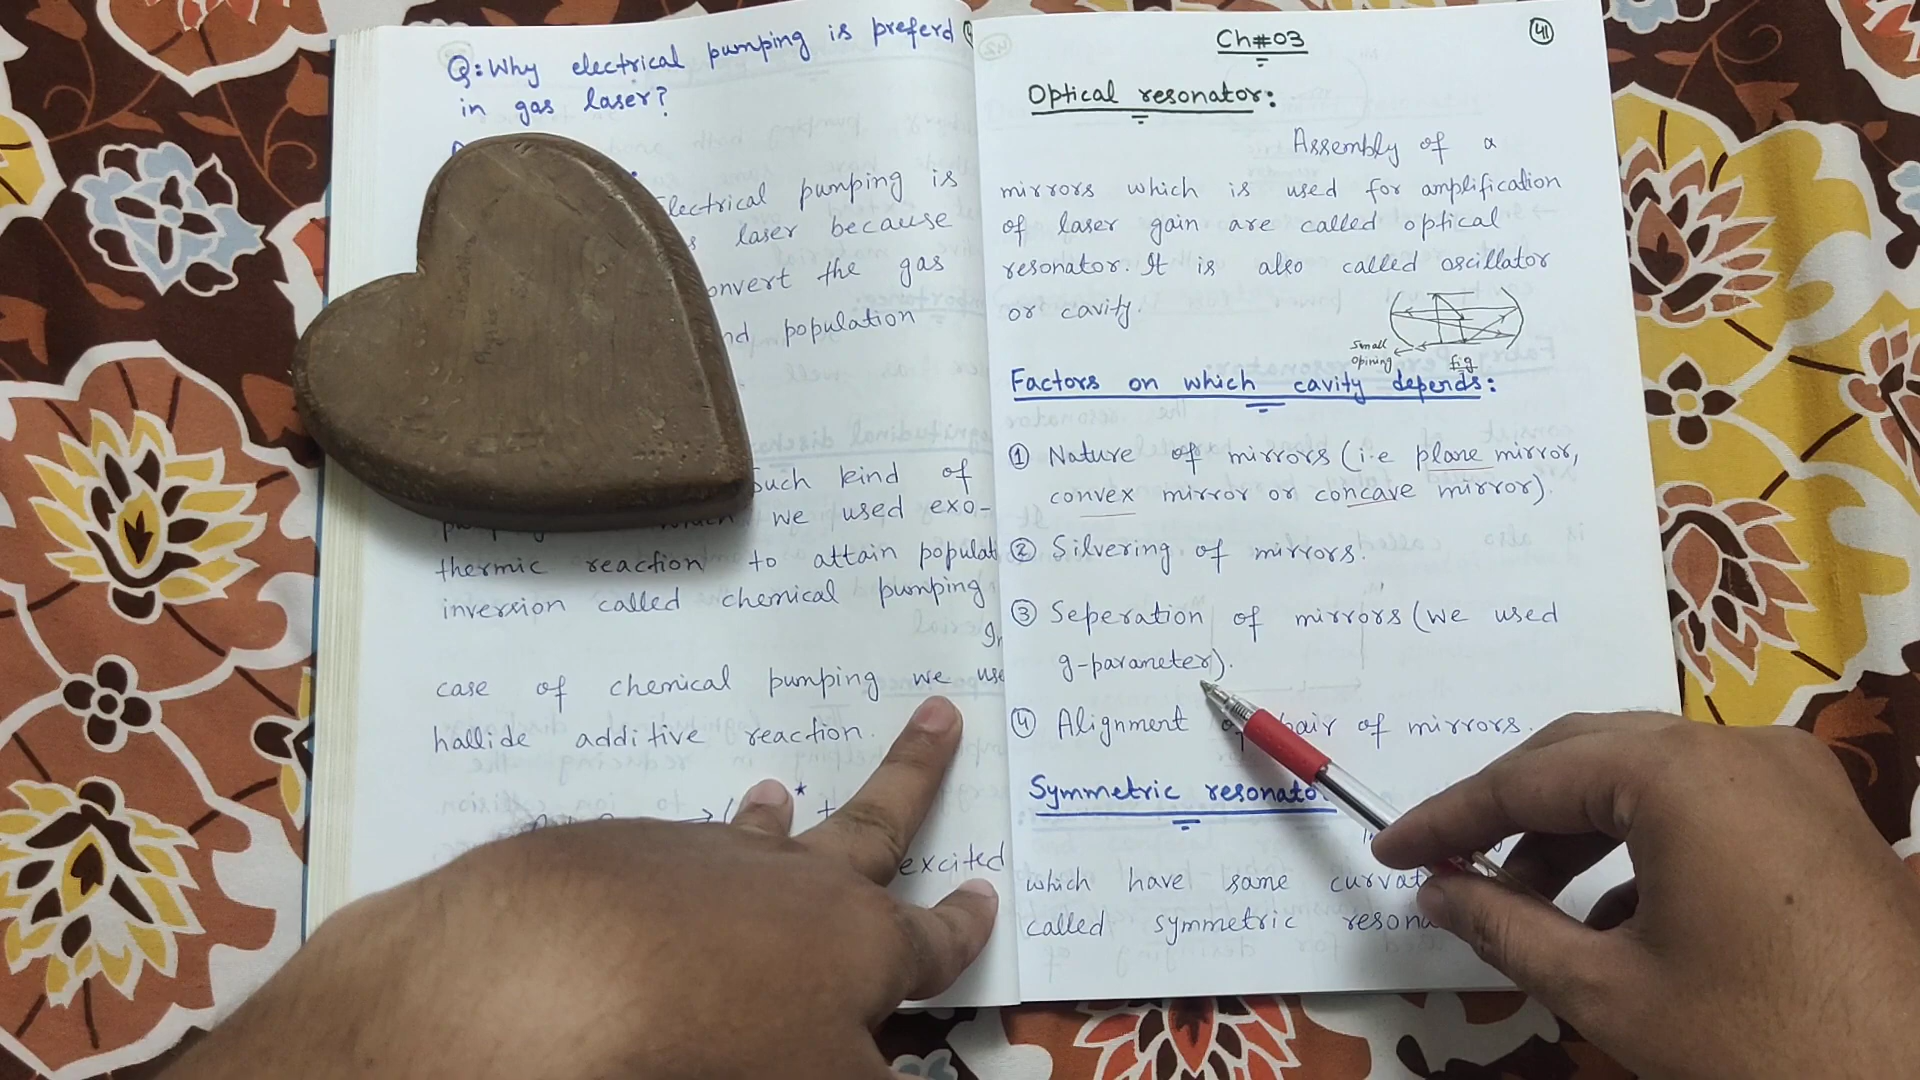 Q:Why electrical pumping is preferd
in gas laser?
Electrical pumping is
laser because
onvert the gas
nd population
Such kind of
we used exo-
thermic reaction to attain populat
inversion called chemical pumping.
In
case of chemical pumping we use
hallide additive reaction.
* +
excited
Ch#03
41
Optical resonator:
Assembly of a
mirrors which is used for amplification
of laser gain are called optical
resonator. It is also called oscillator
or cavity.
Small
Opining
fig
Factors on which cavity depends:
① Nature of mirrors (i.e plane mirror,
convex mirror or concave mirror).
② Silvering of mirrors.
③ Seperation of mirrors (we used
g-parameter).
④ Alignment of pair of mirrors.
Symmetric resonato
which have same curvat
called symmetric resona